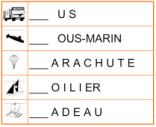 ___ U S
___ OUS-MARIN
___ A R A C H U T E
___ O I L I E R
___ A D E A U